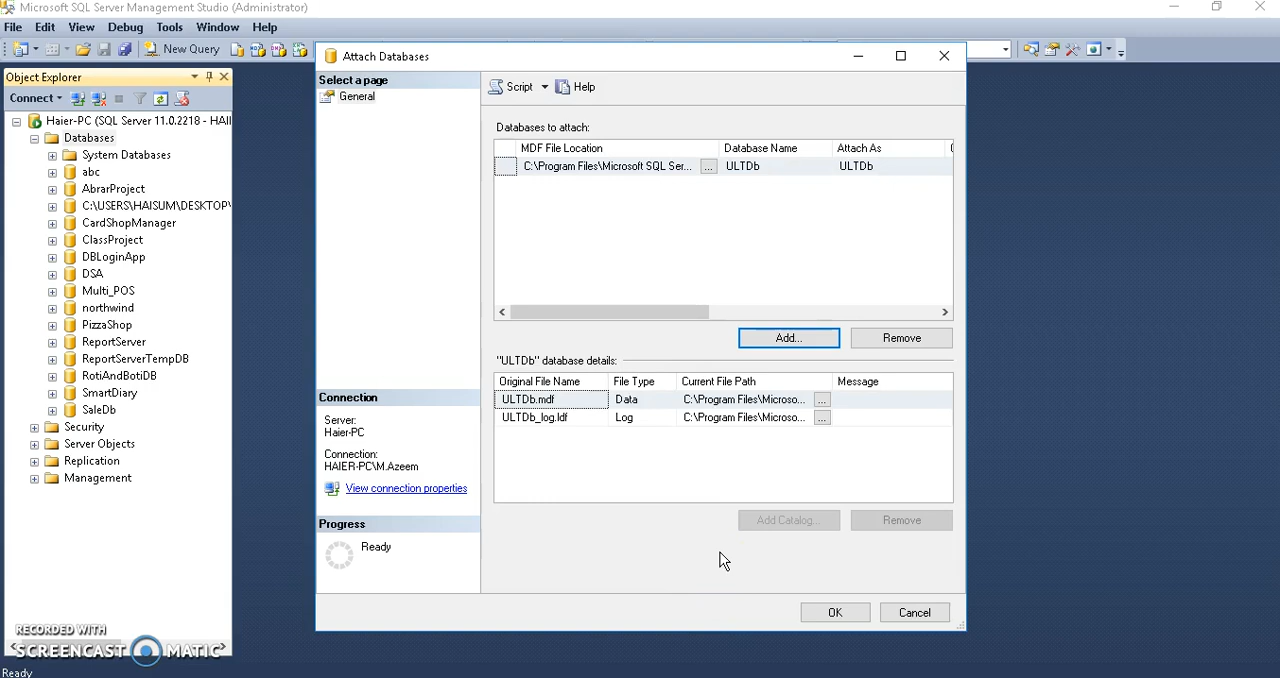 Microsoft SQL Server Management Studio (Administrator)
File Edit View Debug Tools Window Help
New Query
Object Explorer
Connect
Haier-PC (SQL Server 11.0.2218 - HAI
Databases
System Databases
abc
AbrarProject
C:\USERS\HAISUM\DESKTOP\
CardShopManager
ClassProject
DBLoginApp
DSA
Multi_POS
northwind
PizzaShop
ReportServer
ReportServerTempDB
RotiAndBotiDB
SmartDiary
SaleDb
Security
Server Objects
Replication
Management
Attach Databases
Select a page
General
Script Help
Databases to attach:
MDF File Location Database Name Attach As
C:\Program Files\Microsoft SQL Ser... ... ULTDb ULTDb
Add... Remove
"ULTDb" database details:
Original File Name File Type Current File Path Message
ULTDb.mdf Data C:\Program Files\Microso... ...
ULTDb_log.ldf Log C:\Program Files\Microso... ...
Add Catalog... Remove
Connection
Server:
Haier-PC
Connection:
HAIER-PC\M.Azeem
View connection properties
Progress
Ready
OK Cancel
RECORDED WITH
SCREENCAST MATIC
Ready